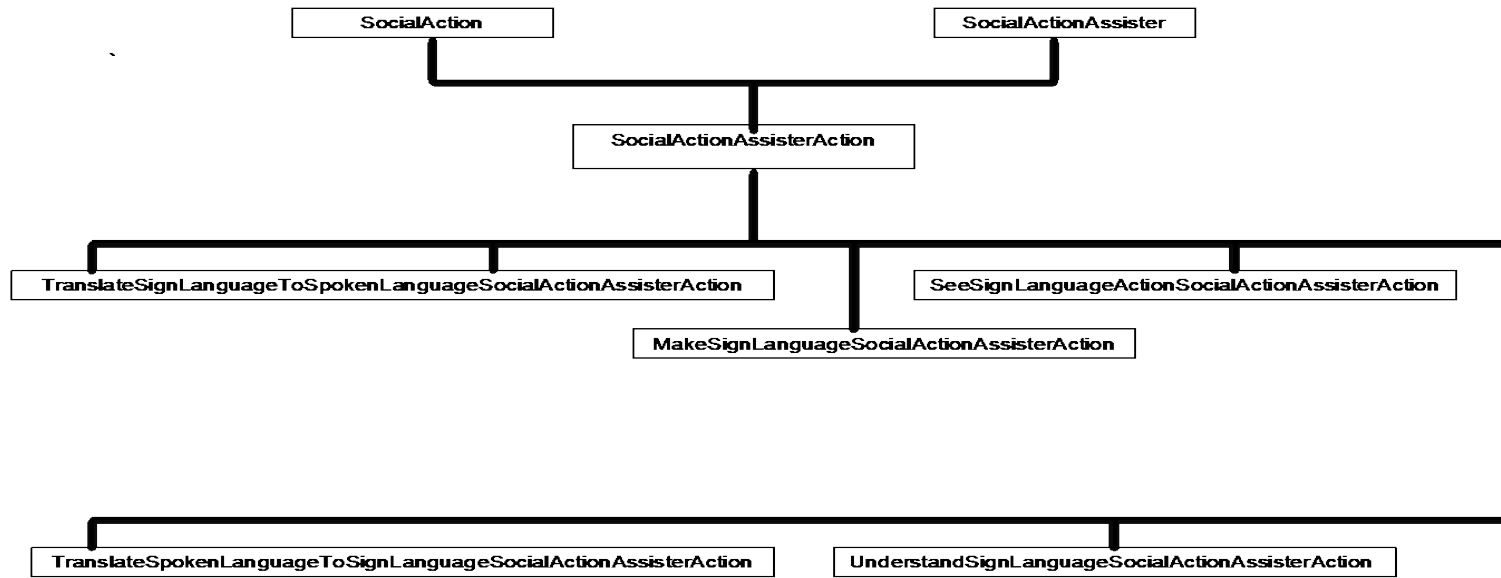 SocialAction
SocialActionAssister
SocialActionAssisterAction
TranslateSignLanguageToSpokenLanguageSocialActionAssisterAction
SeeSignLanguageActionSocialActionAssisterAction
MakeSignLanguageSocialActionAssisterAction
TranslateSpokenLanguageToSignLanguageSocialActionAssisterAction
UnderstandSignLanguageSocialActionAssisterAction